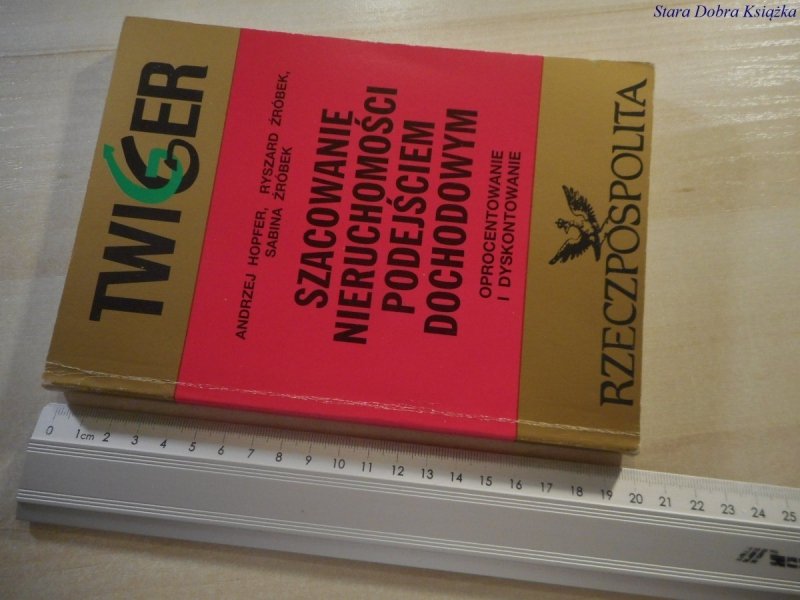 Stara Dobra Książka
TWIGGER
ANDRZEJ HOPFER, RYSZARD ŹRÓBEK,
SABINA ŹRÓBEK
SZACOWANIE
NIERUCHOMOŚCI
PODEJŚCIEM
DOCHODOWYM
OPROCENTOWANIE
I DYSKONTOWANIE
RZECZPOSPOLITA
0 1cm 2 3 4 5 6 7 8 9 10 11 12 13 14 15 16 17 18 19 20 21 22 23 24 25